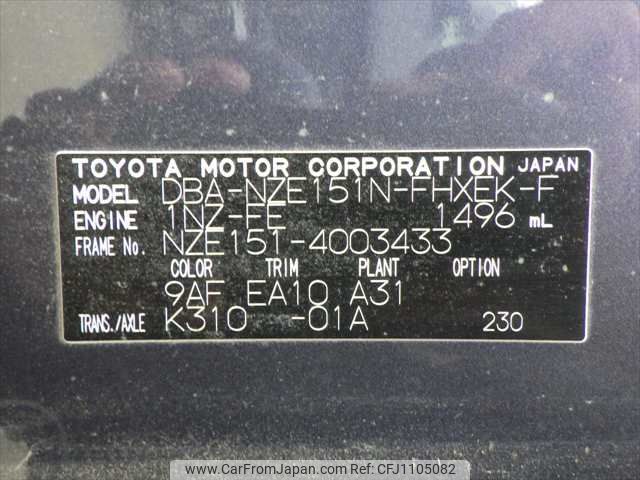 TOYOTA MOTOR CORPORATION JAPAN
MODEL DBA-NZE151N-FHXEK-F
ENGINE 1NZ-FE 1496 mL
FRAME No. NZE151-4003433
COLOR TRIM PLANT OPTION
9AF EA10 A31
TRANS./AXLE K310 -01A 230
CarFromJapan.com Ref:CFJ1105082